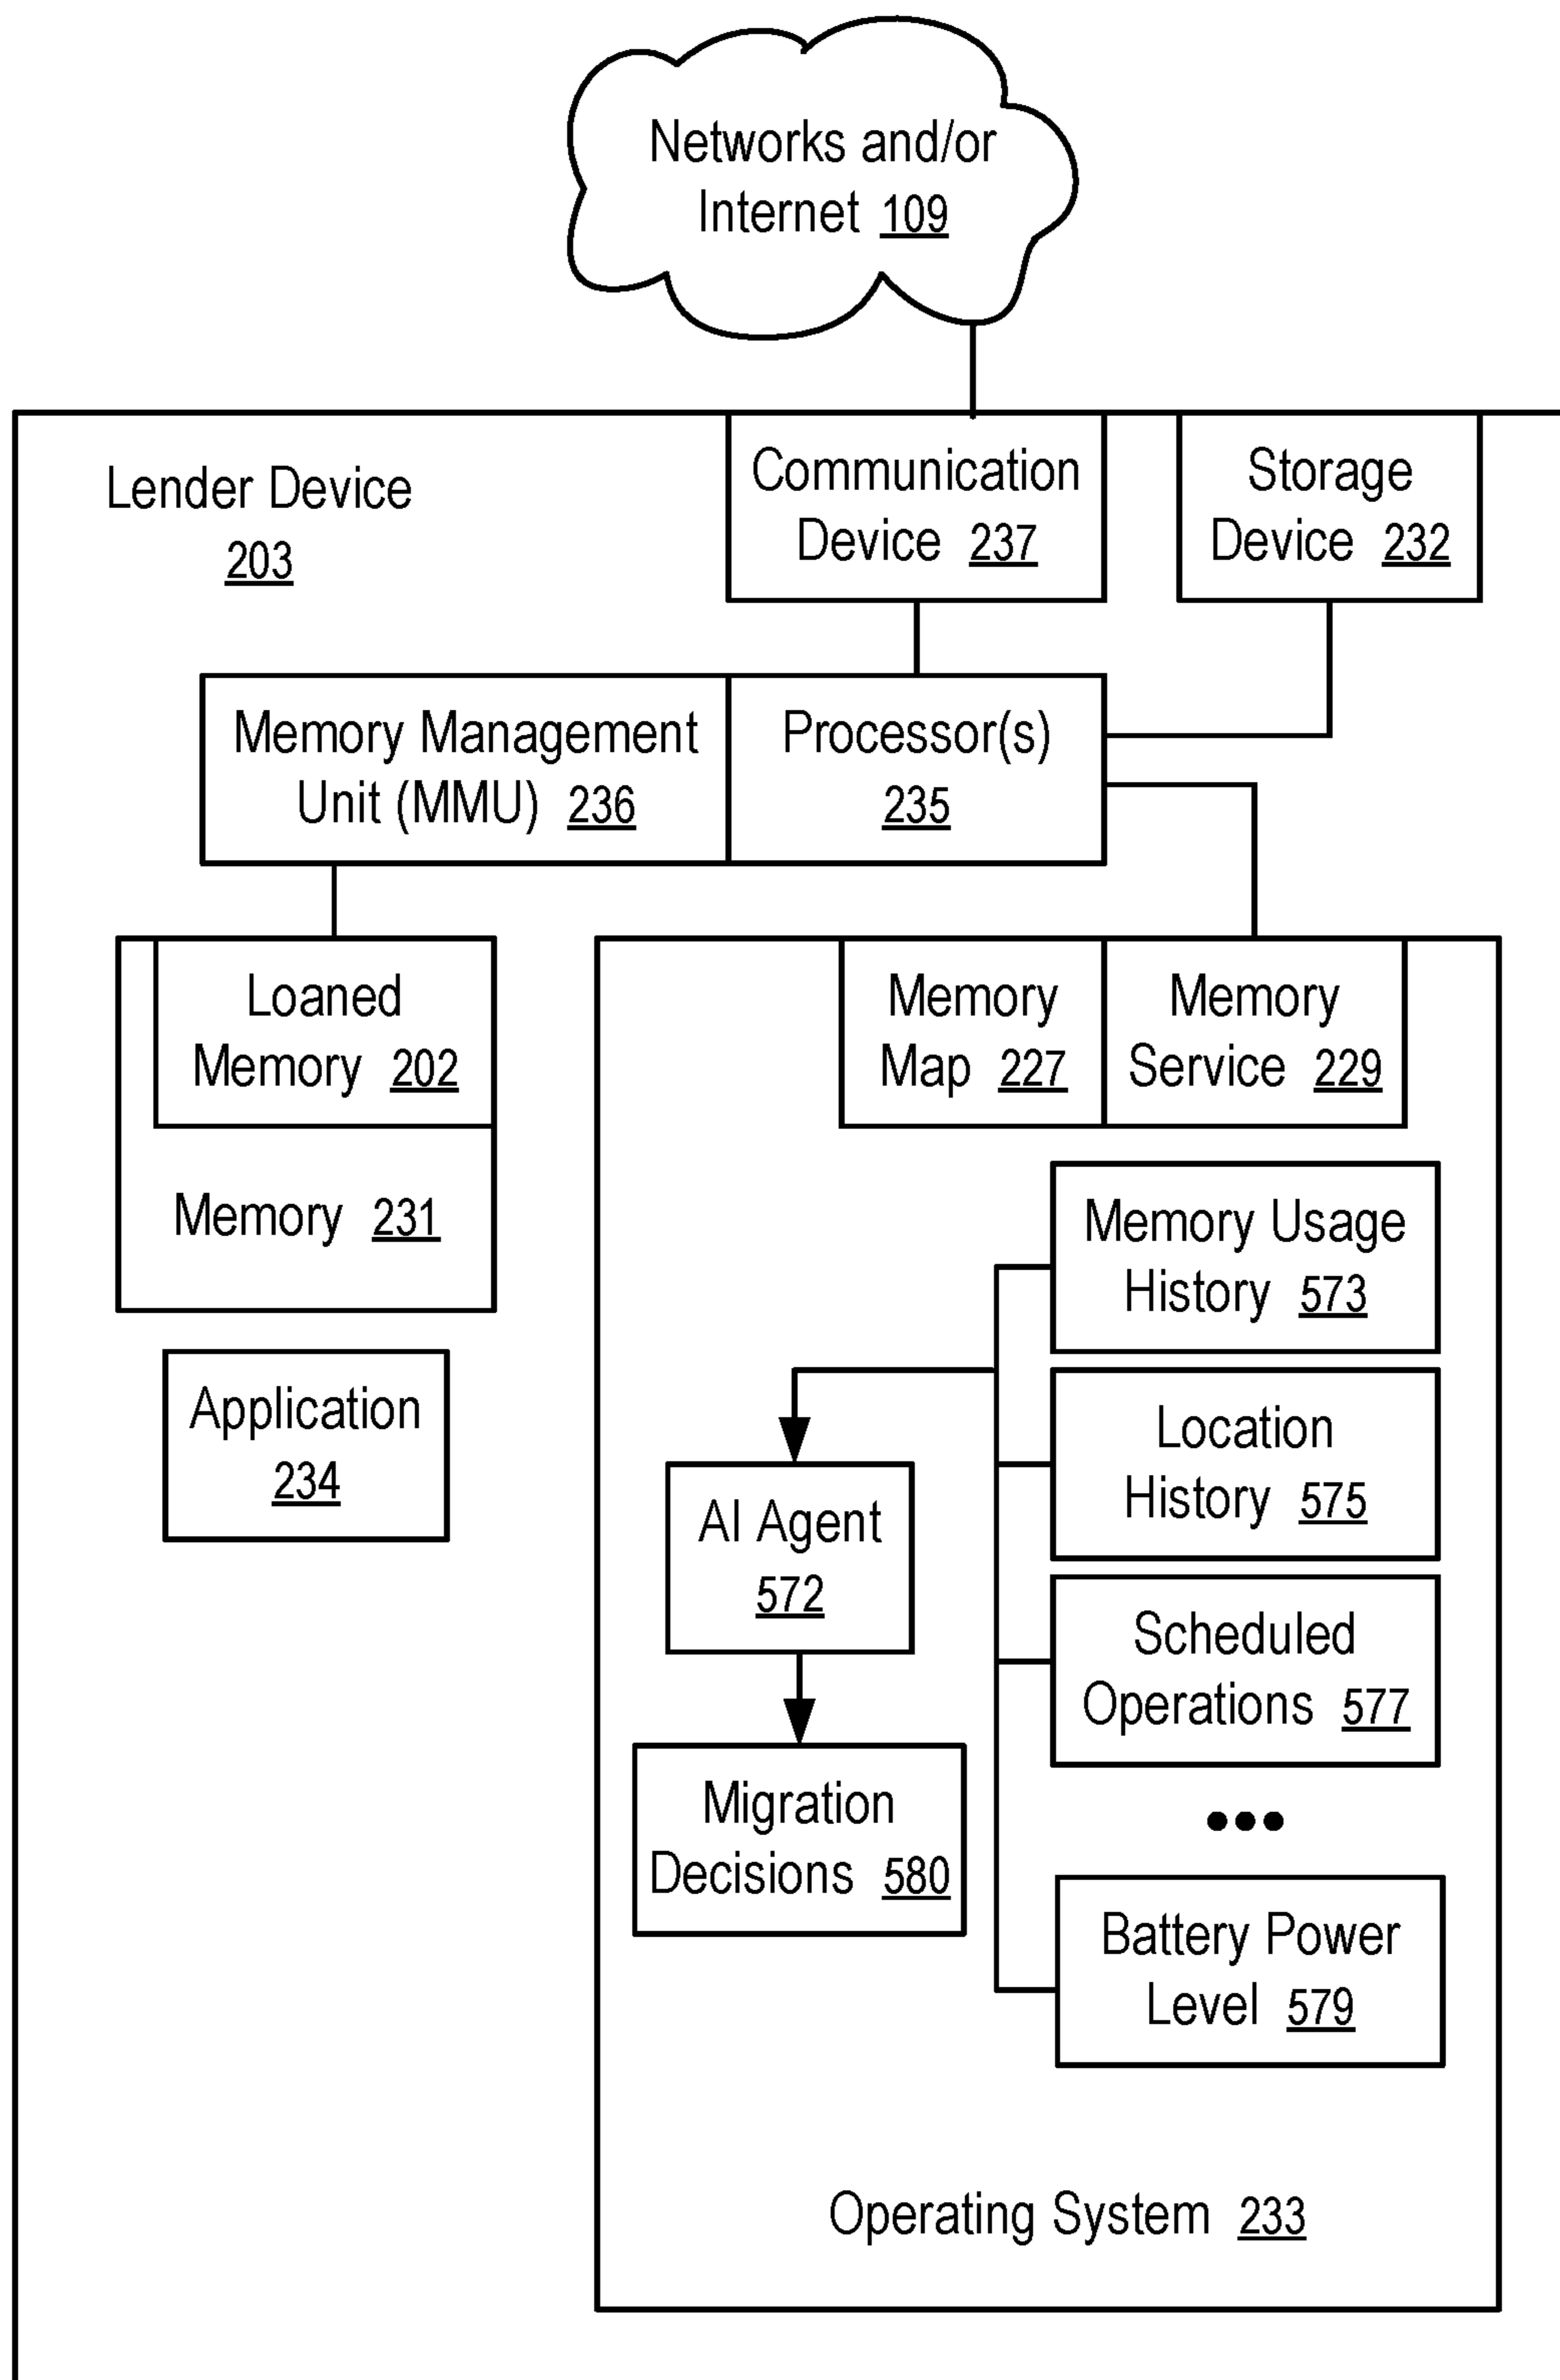 Networks and/or
Internet 109
Lender Device
203
Communication
Device 237
Storage
Device 232
Memory Management
Unit (MMU) 236
Processor(s)
235
Loaned
Memory 202
Memory 231
Memory
Map 227
Memory
Service 229
Memory Usage
History 573
Application
234
Location
History 575
AI Agent
572
Scheduled
Operations 577
Migration
Decisions 580
Battery Power
Level 579
Operating System 233